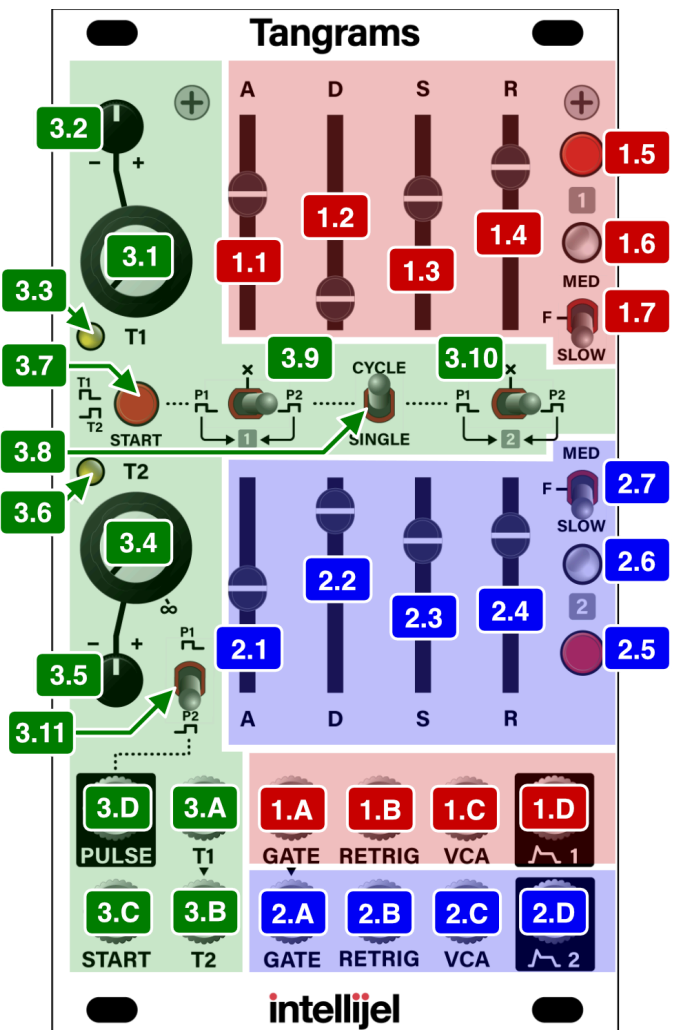 Tangrams
A D S R
3.2
- +
1.5
1.2
1
1.4
1.6
3.1
1.1
1.3
MED
3.3
F
1.7
T1
SLOW
3.9
3.10
3.7
x
CYCLE
x
T1
P1
P2
P1
P2
T2
START
1
SINGLE
2
3.8
MED
T2
F
2.7
3.6
SLOW
3.4
2.2
2.6
2.3
2.4
2
∞
P1
2.1
2.5
- +
3.5
3.11
P2
A D S R
3.D 3.A 1.A 1.B 1.C 1.D
PULSE T1 GATE RETRIG VCA 1
3.C 3.B 2.A 2.B 2.C 2.D
START T2 GATE RETRIG VCA 2
intellijel